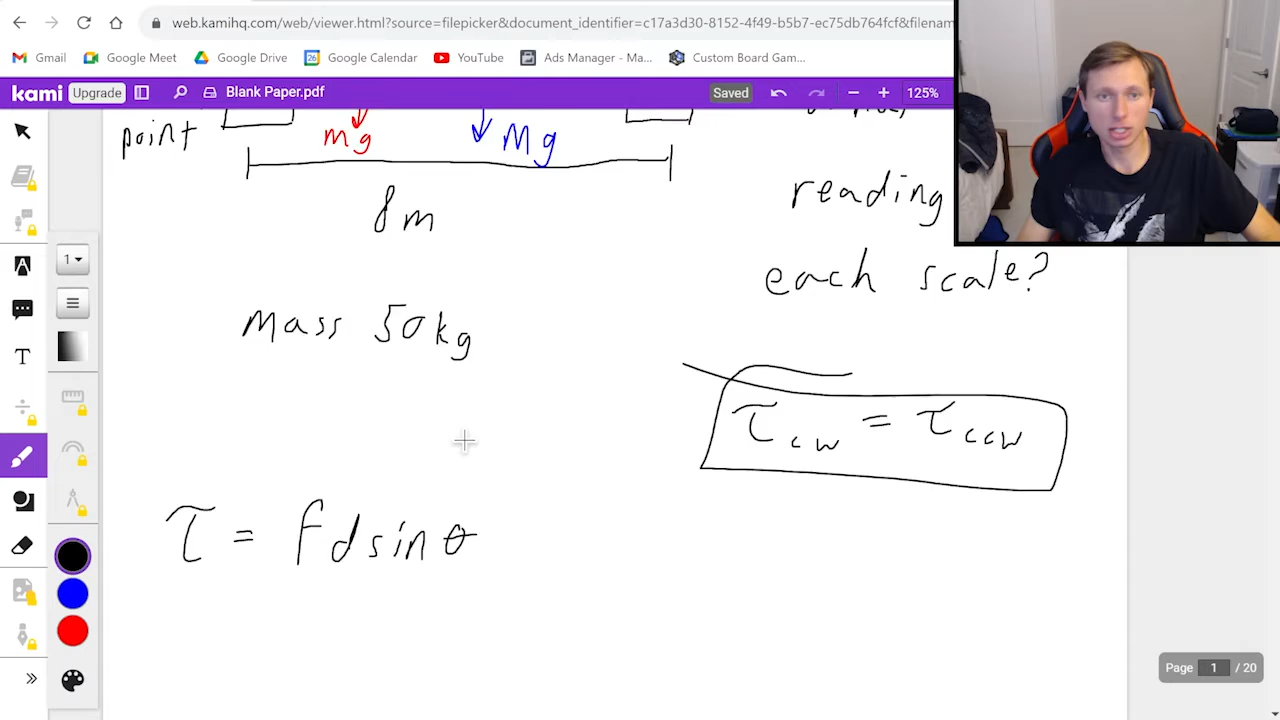 web.kamihq.com/web/viewer.html?source=filepicker&document_identifier=c17a3d30-8152-4f49-b5b7-ec75db764fcf&filenam
Gmail
Google Meet
Google Drive
26
Google Calendar
YouTube
Ads Manager - Ma...
Custom Board Gam...
kami
Upgrade
Blank Paper.pdf
Saved
125%
point
mg
Mg
8m
reading
each scale?
Mass 50kg
τcw = τccw
τ = Fdsinθ
1
T
Page 1 / 20